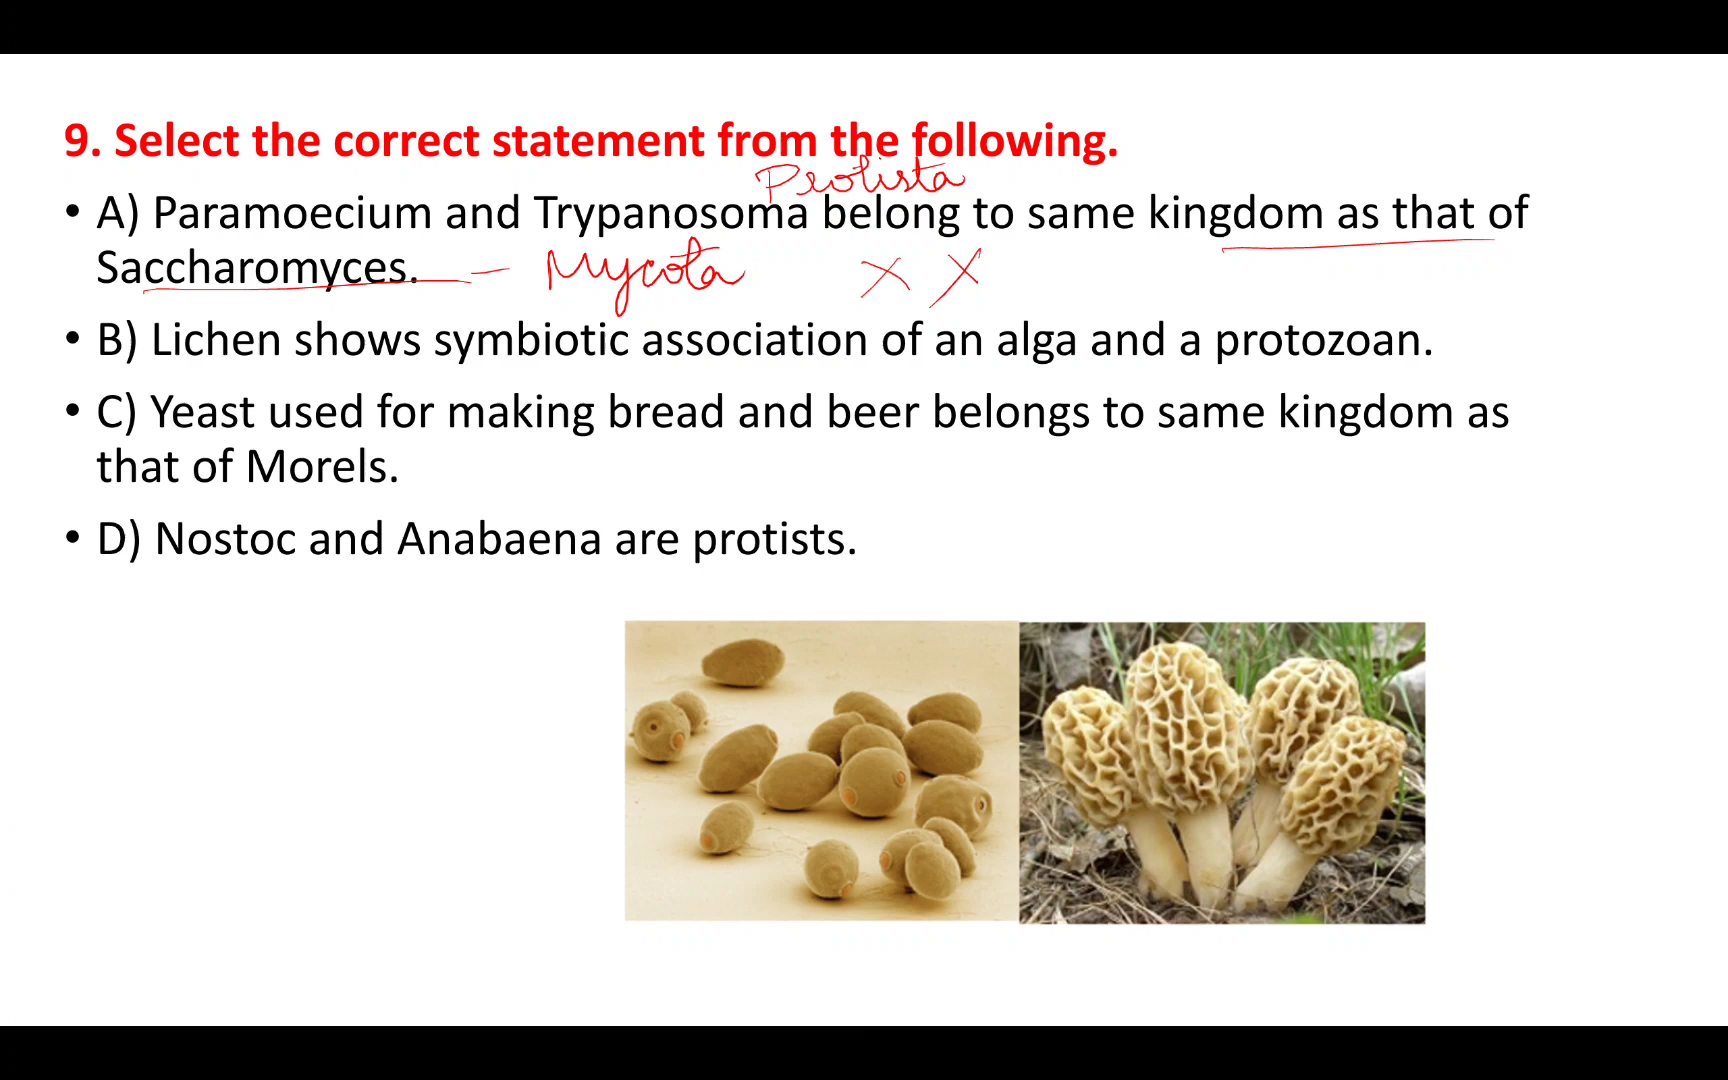 9. Select the correct statement from the following.
Protista
• A) Paramoecium and Trypanosoma belong to same kingdom as that of
Saccharomyces. — Mycota X X
• B) Lichen shows symbiotic association of an alga and a protozoan.
• C) Yeast used for making bread and beer belongs to same kingdom as
that of Morels.
• D) Nostoc and Anabaena are protists.